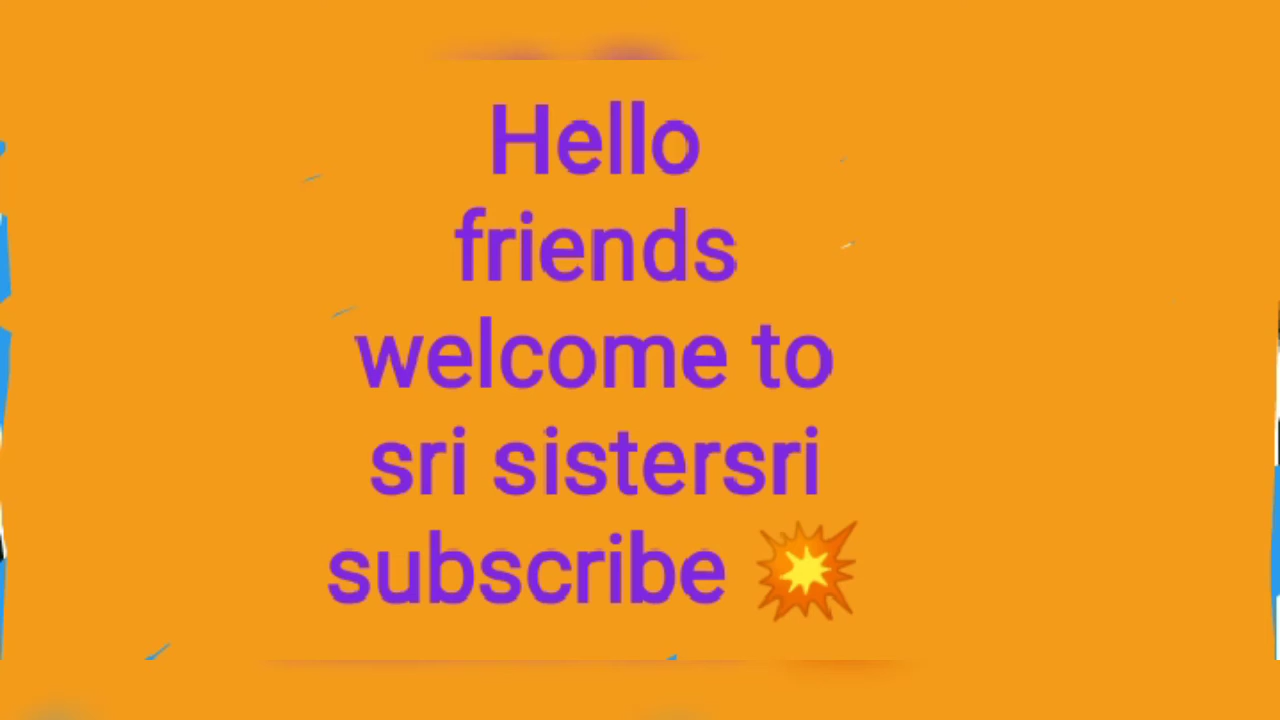 Hello
friends
welcome to
sri sistersri
subscribe 💥